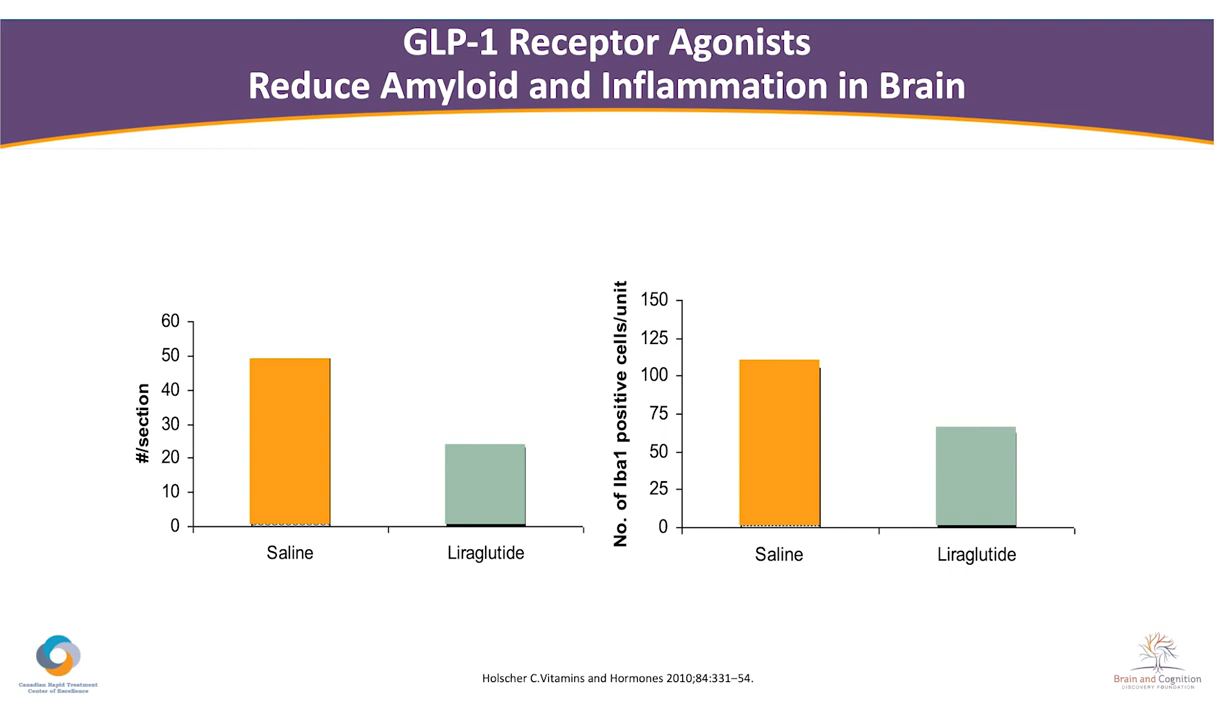 GLP-1 Receptor Agonists
Reduce Amyloid and Inflammation in Brain
#/section
60
50
40
30
20
10
0
Saline
Liraglutide
No. of Iba1 positive cells/unit
150
125
100
75
50
25
0
Saline
Liraglutide
Canadian Rapid Treatment
Center of Excellence
Holscher C.Vitamins and Hormones 2010;84:331–54.
Brain and Cognition
DISCOVERY FOUNDATION